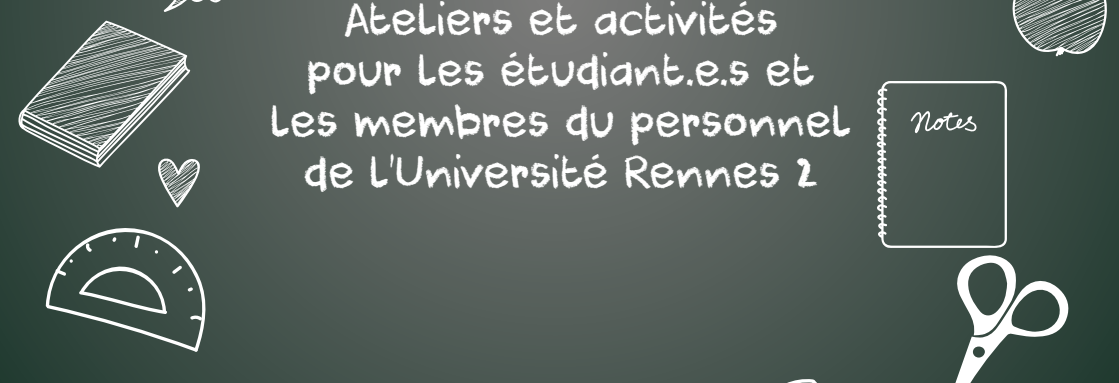 Ateliers et activités
pour les étudiant.e.s et
les membres du personnel
de l'Université Rennes 2
Notes